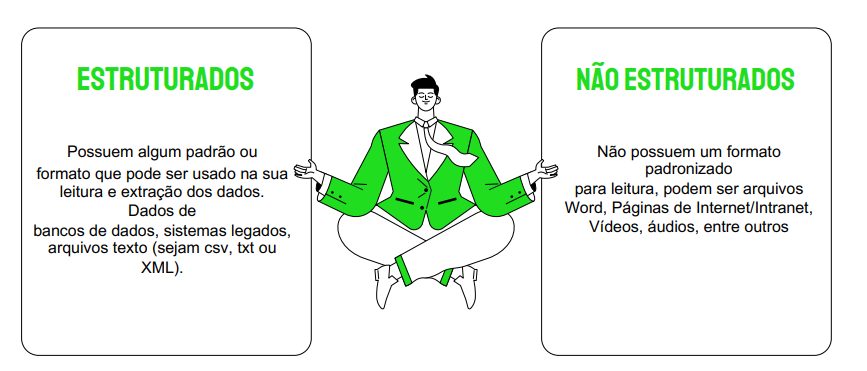 ESTRUTURADOS
Possuem algum padrão ou
formato que pode ser usado na sua
leitura e extração dos dados.
Dados de
bancos de dados, sistemas legados,
arquivos texto (sejam csv, txt ou
XML).
NÃO ESTRUTURADOS
Não possuem um formato
padronizado
para leitura, podem ser arquivos
Word, Páginas de Internet/Intranet,
Vídeos, áudios, entre outros